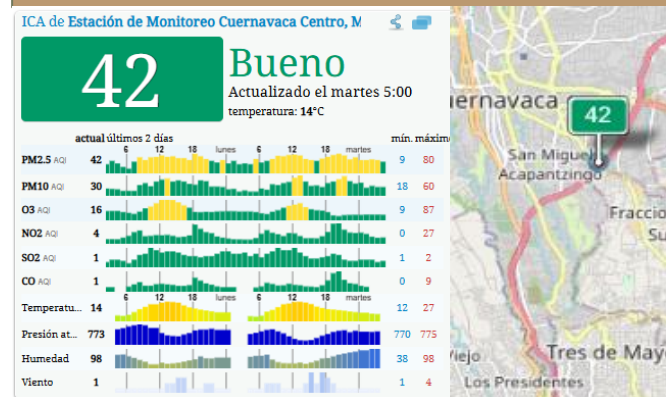 ICA de Estación de Monitoreo Cuernavaca Centro, M
42
Bueno
Actualizado el martes 5:00
temperatura: 14°C
actual últimos 2 días mín. máximo
6 12 18 lunes 6 12 18 martes
PM2.5 AQI 42 9 80
PM10 AQI 30 18 60
O3 AQI 16 9 87
NO2 AQI 4 0 27
SO2 AQI 1 1 2
CO AQI 1 0 9
6 12 18 lunes 6 12 18 martes
Temperatu... 14 12 27
Presión at... 773 770 775
Humedad 98 38 98
Viento 1 1 4
iernavaca
42
San Miguel
Acapantzingo
Fraccio
Su
iejo
Tres de May
Los Presidentes